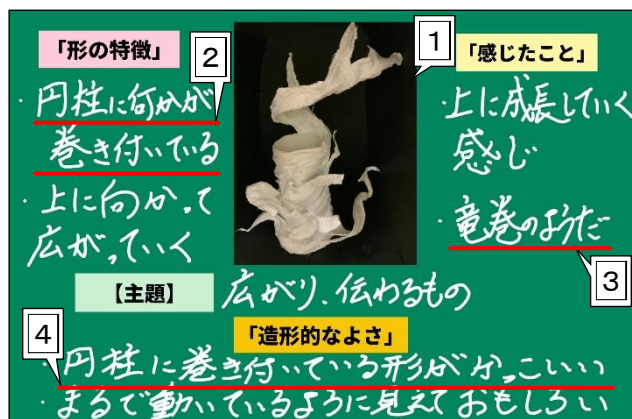 「形の特徴」
2
・円柱に何かが
巻き付いている
・上に向かって
広がっていく
1
「感じたこと」
・上に成長していく
感じ
・竜巻のようだ
3
【主題】 広がり、伝わるもの
4
「造形的なよさ」
・円柱に巻き付いている形がかっこいい
・まるで動いているように見えておもしろい